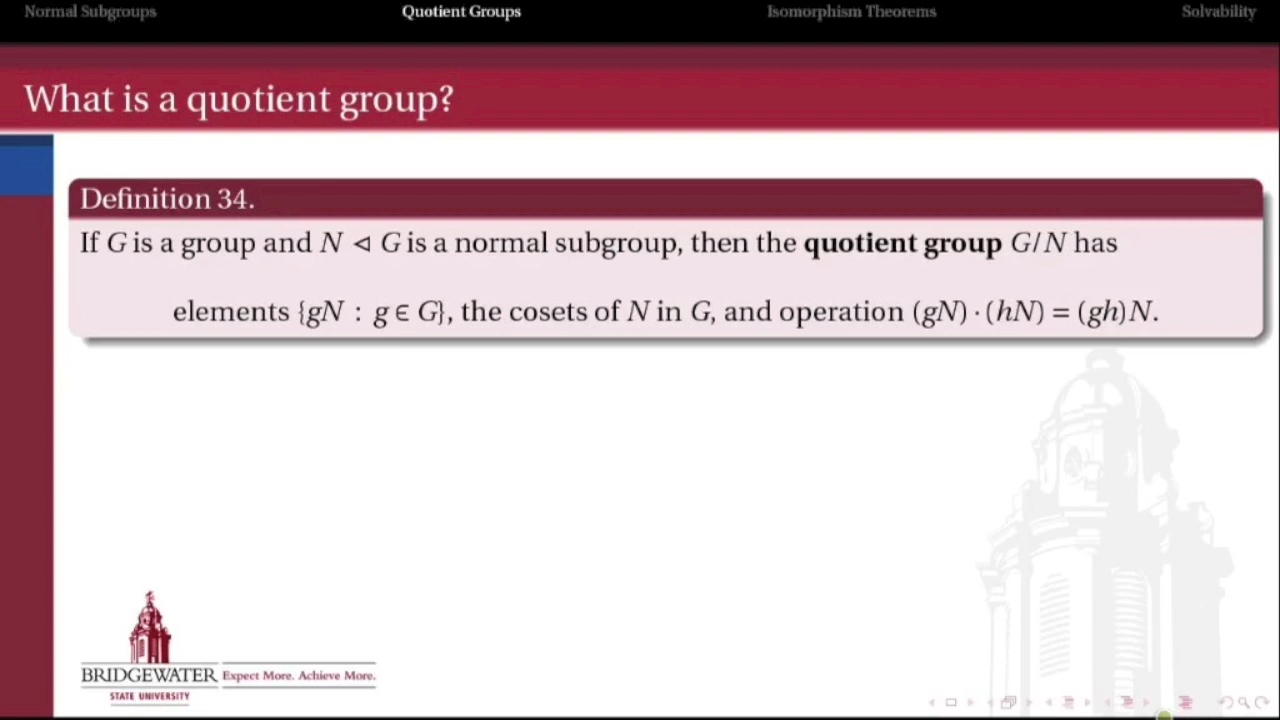 Normal Subgroups Quotient Groups Isomorphism Theorems Solvability
What is a quotient group?
Definition 34.
If G is a group and N ⊲ G is a normal subgroup, then the quotient group G/N has
elements {gN : g ∈ G}, the cosets of N in G, and operation (gN) · (hN) = (gh)N.
BRIDGEWATER Expect More. Achieve More.
STATE UNIVERSITY